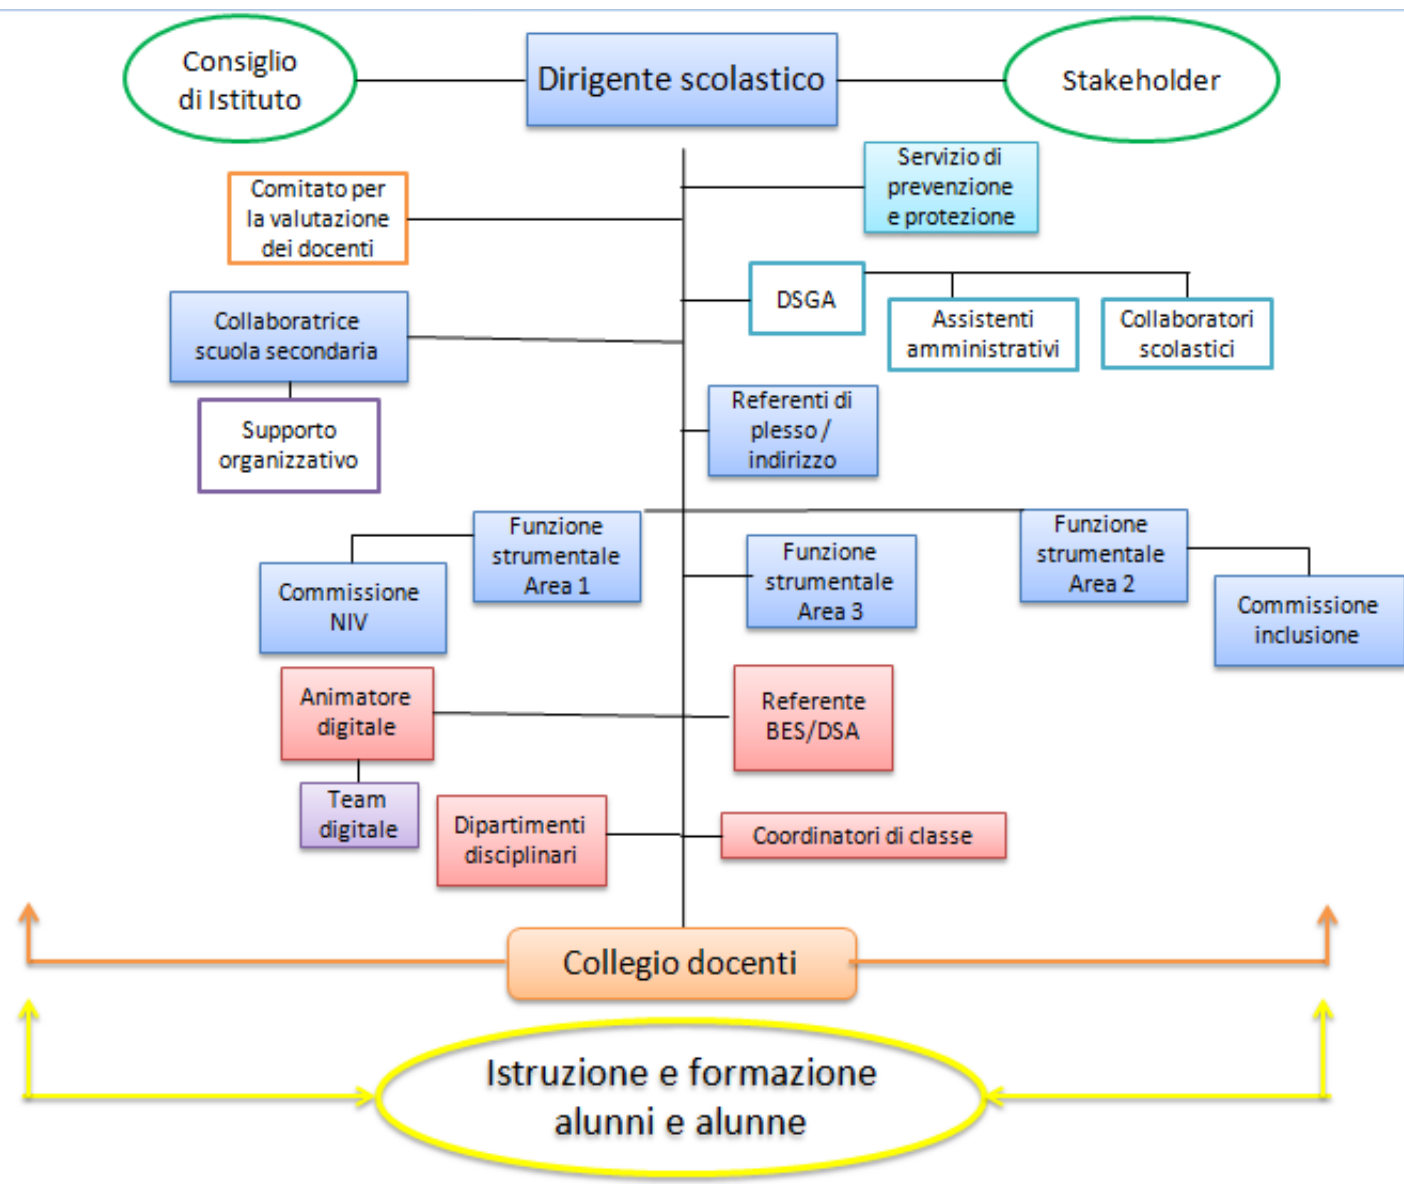 Consiglio
di Istituto
Dirigente scolastico
Stakeholder
Servizio di
prevenzione
e protezione
Comitato per
la valutazione
dei docenti
DSGA
Assistenti
amministrativi
Collaboratori
scolastici
Collaboratrice
scuola secondaria
Supporto
organizzativo
Referenti di
plesso /
indirizzo
Funzione
strumentale
Area 1
Commissione
NIV
Funzione
strumentale
Area 3
Funzione
strumentale
Area 2
Commissione
inclusione
Animatore
digitale
Referente
BES/DSA
Team
digitale
Dipartimenti
disciplinari
Coordinatori di classe
Collegio docenti
Istruzione e formazione
alunni e alunne